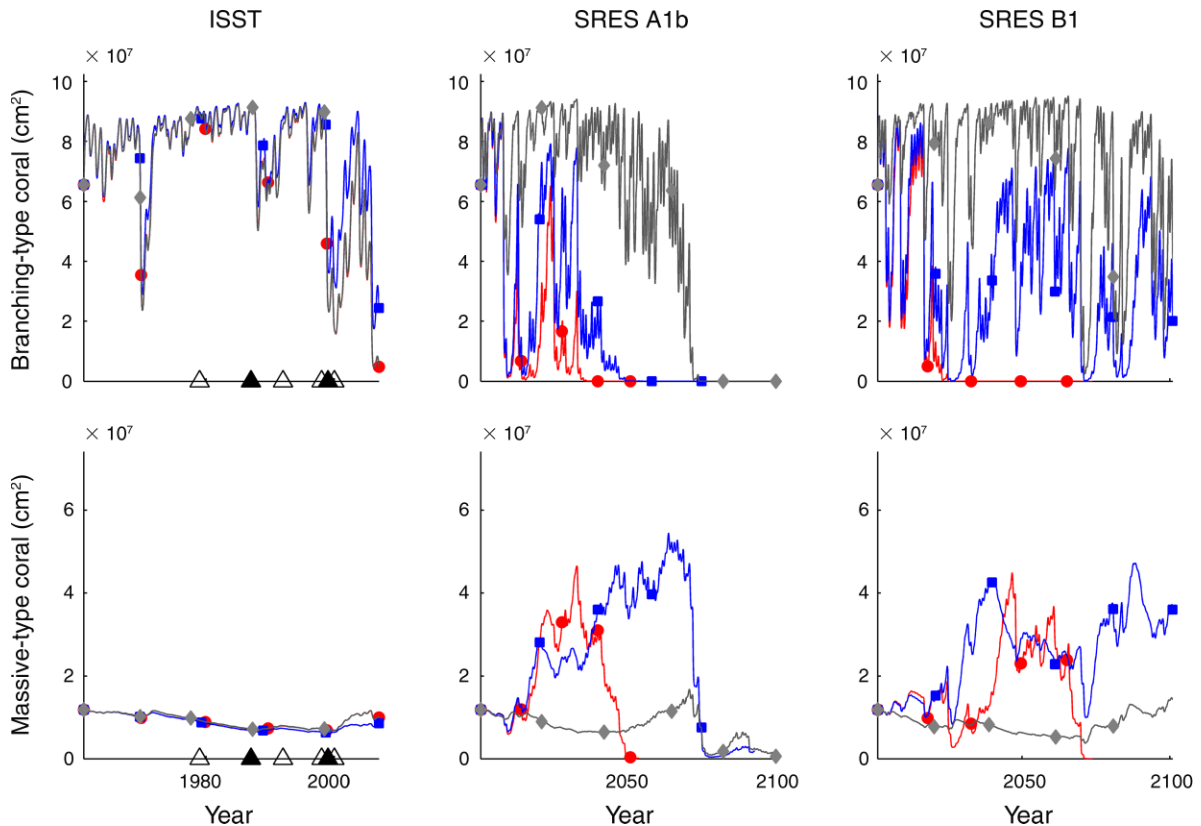 ISST SRES A1b SRES B1
× 10⁷ × 10⁷ × 10⁷
Branching-type coral (cm²)
10 10 10
8 8 8
6 6 6
4 4 4
2 2 2
0 0 0
× 10⁷ × 10⁷ × 10⁷
Massive-type coral (cm²)
6 6 6
4 4 4
2 2 2
0 0 0
1980 2000 2050 2100 2050 2100
Year Year Year